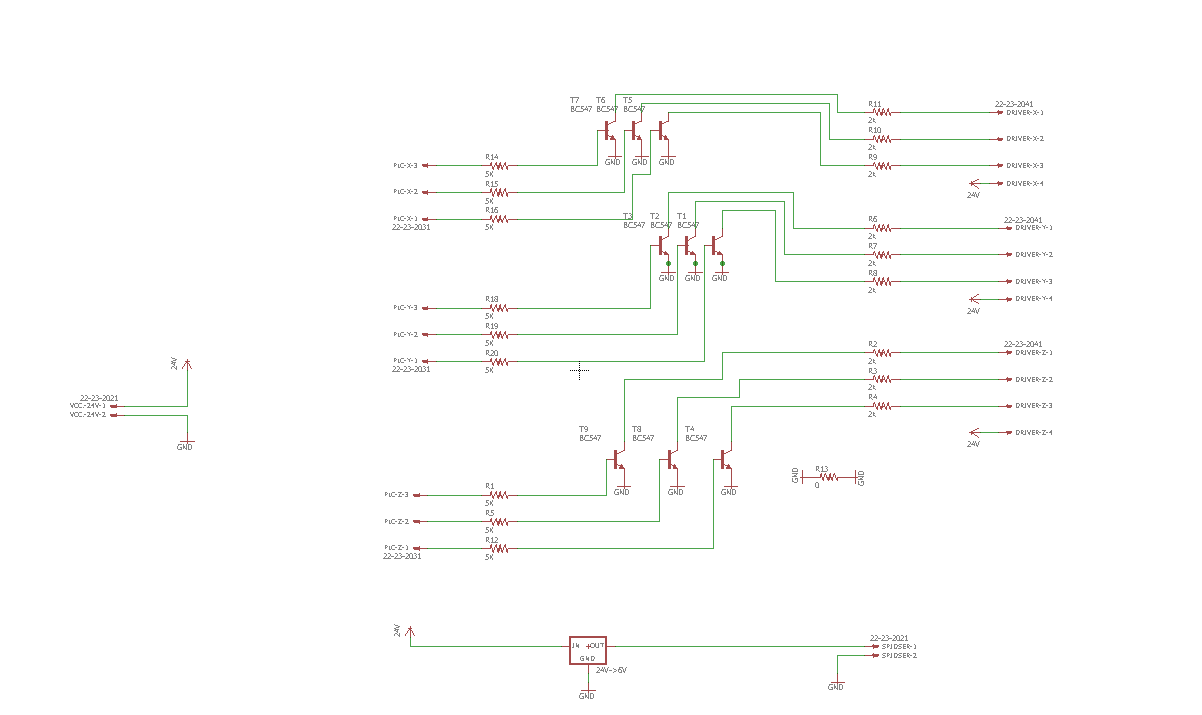 T7
BC547
T6
BC547
T5
BC547
R11
2k
22-23-2041
DRIVER-X-1
R10
2k
DRIVER-X-2
R9
2k
DRIVER-X-3
DRIVER-X-4
24V
GND
GND
GND
PLC-X-3
R14
5K
PLC-X-2
R15
5K
PLC-X-1
22-23-2031
R16
5K
T3
BC547
T2
BC547
T1
BC547
R6
2k
22-23-2041
DRIVER-Y-1
R7
2k
DRIVER-Y-2
R8
2k
DRIVER-Y-3
DRIVER-Y-4
24V
GND
GND
GND
PLC-Y-3
R18
5K
PLC-Y-2
R19
5K
PLC-Y-1
22-23-2031
R20
5K
24V
22-23-2021
VCC-24V-1
VCC-24V-2
GND
R2
2k
22-23-2041
DRIVER-Z-1
R3
2k
DRIVER-Z-2
R4
2k
DRIVER-Z-3
DRIVER-Z-4
24V
T9
BC547
T8
BC547
T4
BC547
GND
GND
GND
GND
R13
0
GND
PLC-Z-3
R1
5K
PLC-Z-2
R5
5K
PLC-Z-1
22-23-2031
R12
5K
24V
IN
+OUT
GND
24V->6V
GND
22-23-2021
SPIDSER-1
SPIDSER-2
GND